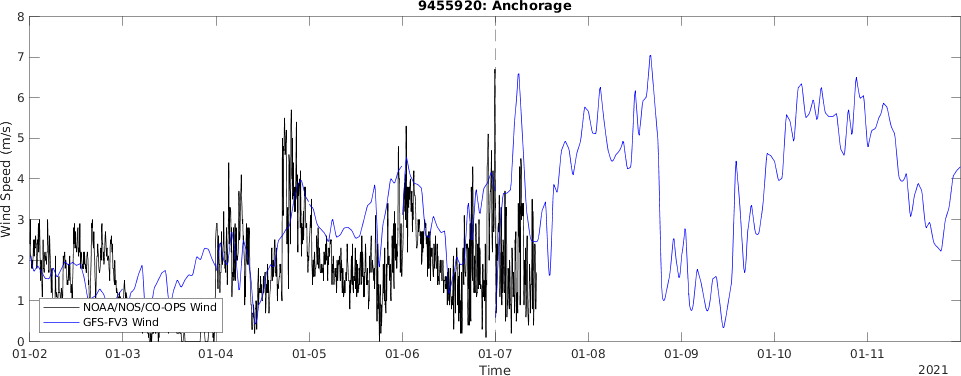 9455920: Anchorage
Wind Speed (m/s)
8
7
6
5
4
3
2
1
0
NOAA/NOS/CO-OPS Wind
GFS-FV3 Wind
01-02 01-03 01-04 01-05 01-06 01-07 01-08 01-09 01-10 01-11
Time
2021